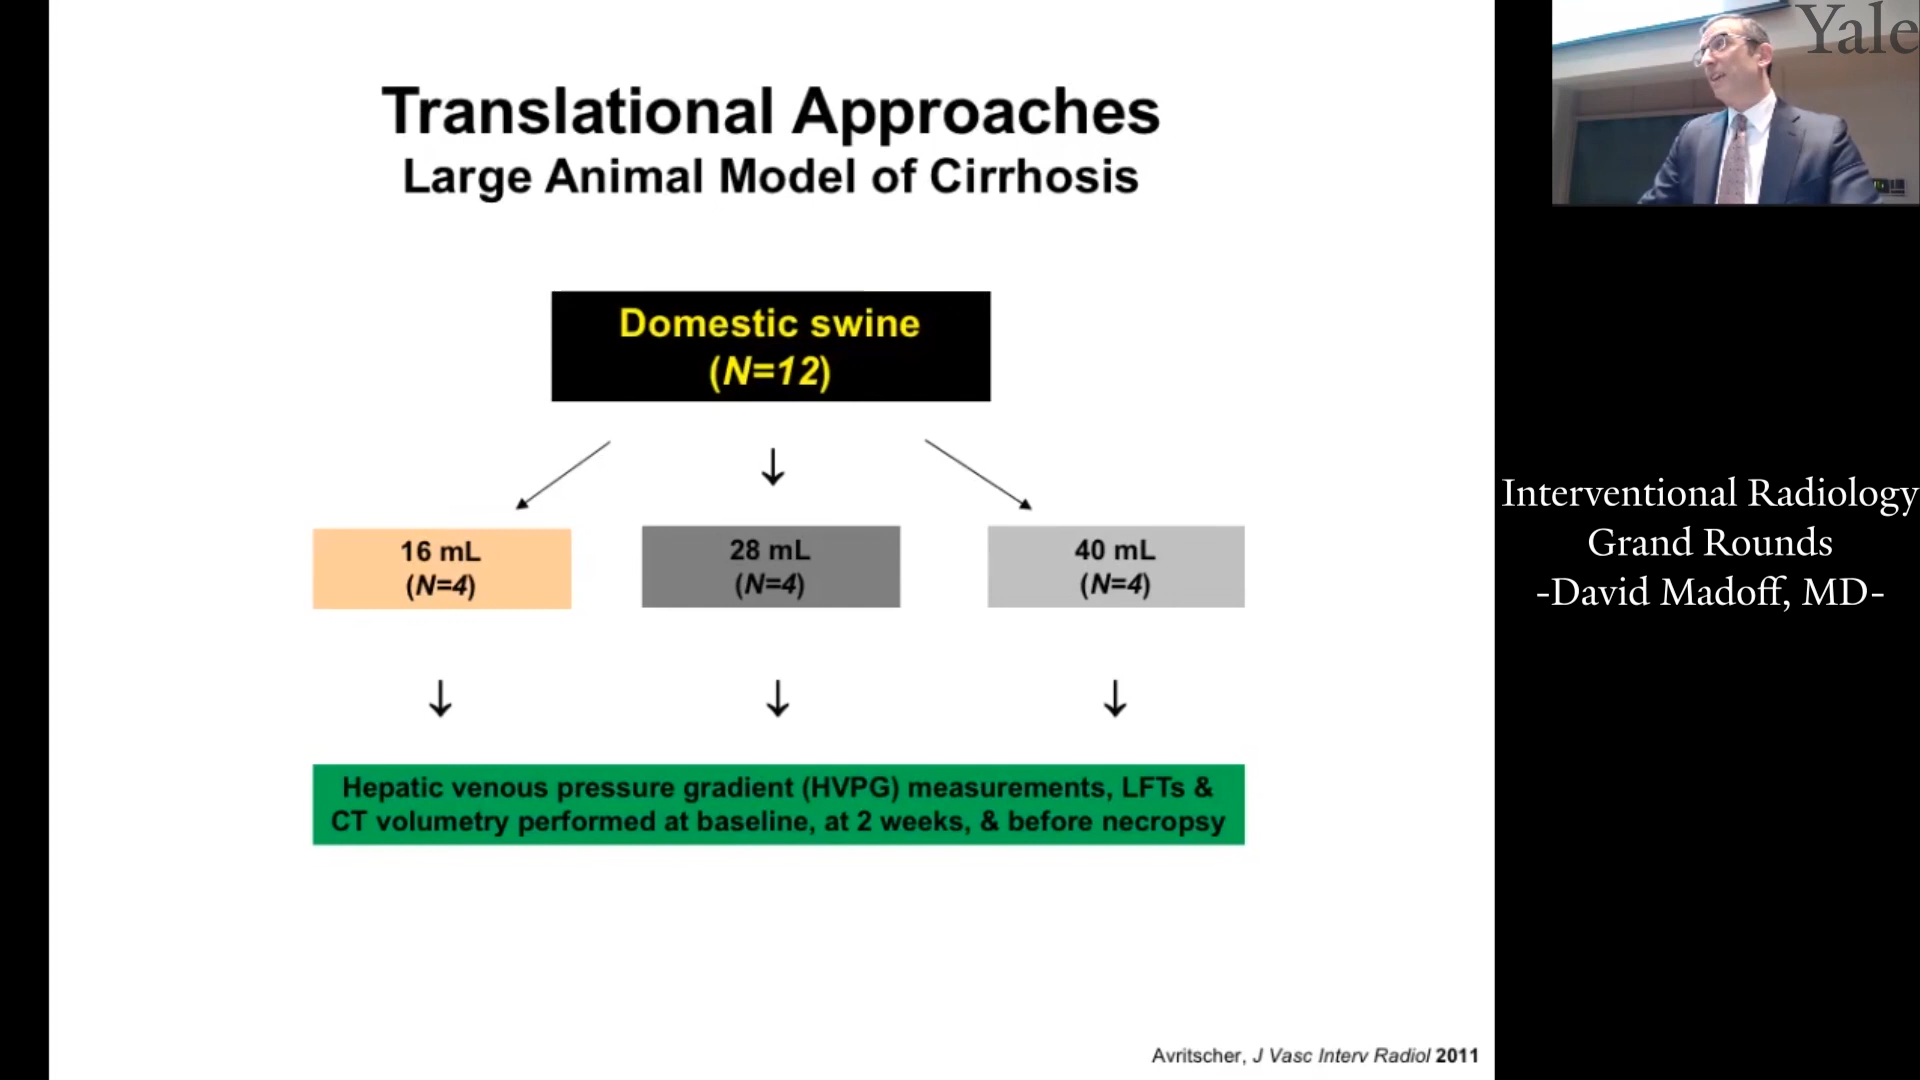 Translational Approaches
Large Animal Model of Cirrhosis
Domestic swine
(N=12)
16 mL
(N=4)
28 mL
(N=4)
40 mL
(N=4)
Hepatic venous pressure gradient (HVPG) measurements, LFTs &
CT volumetry performed at baseline, at 2 weeks, & before necropsy
Avritscher, J Vasc Interv Radiol 2011
Yale
Interventional Radiology
Grand Rounds
-David Madoff, MD-